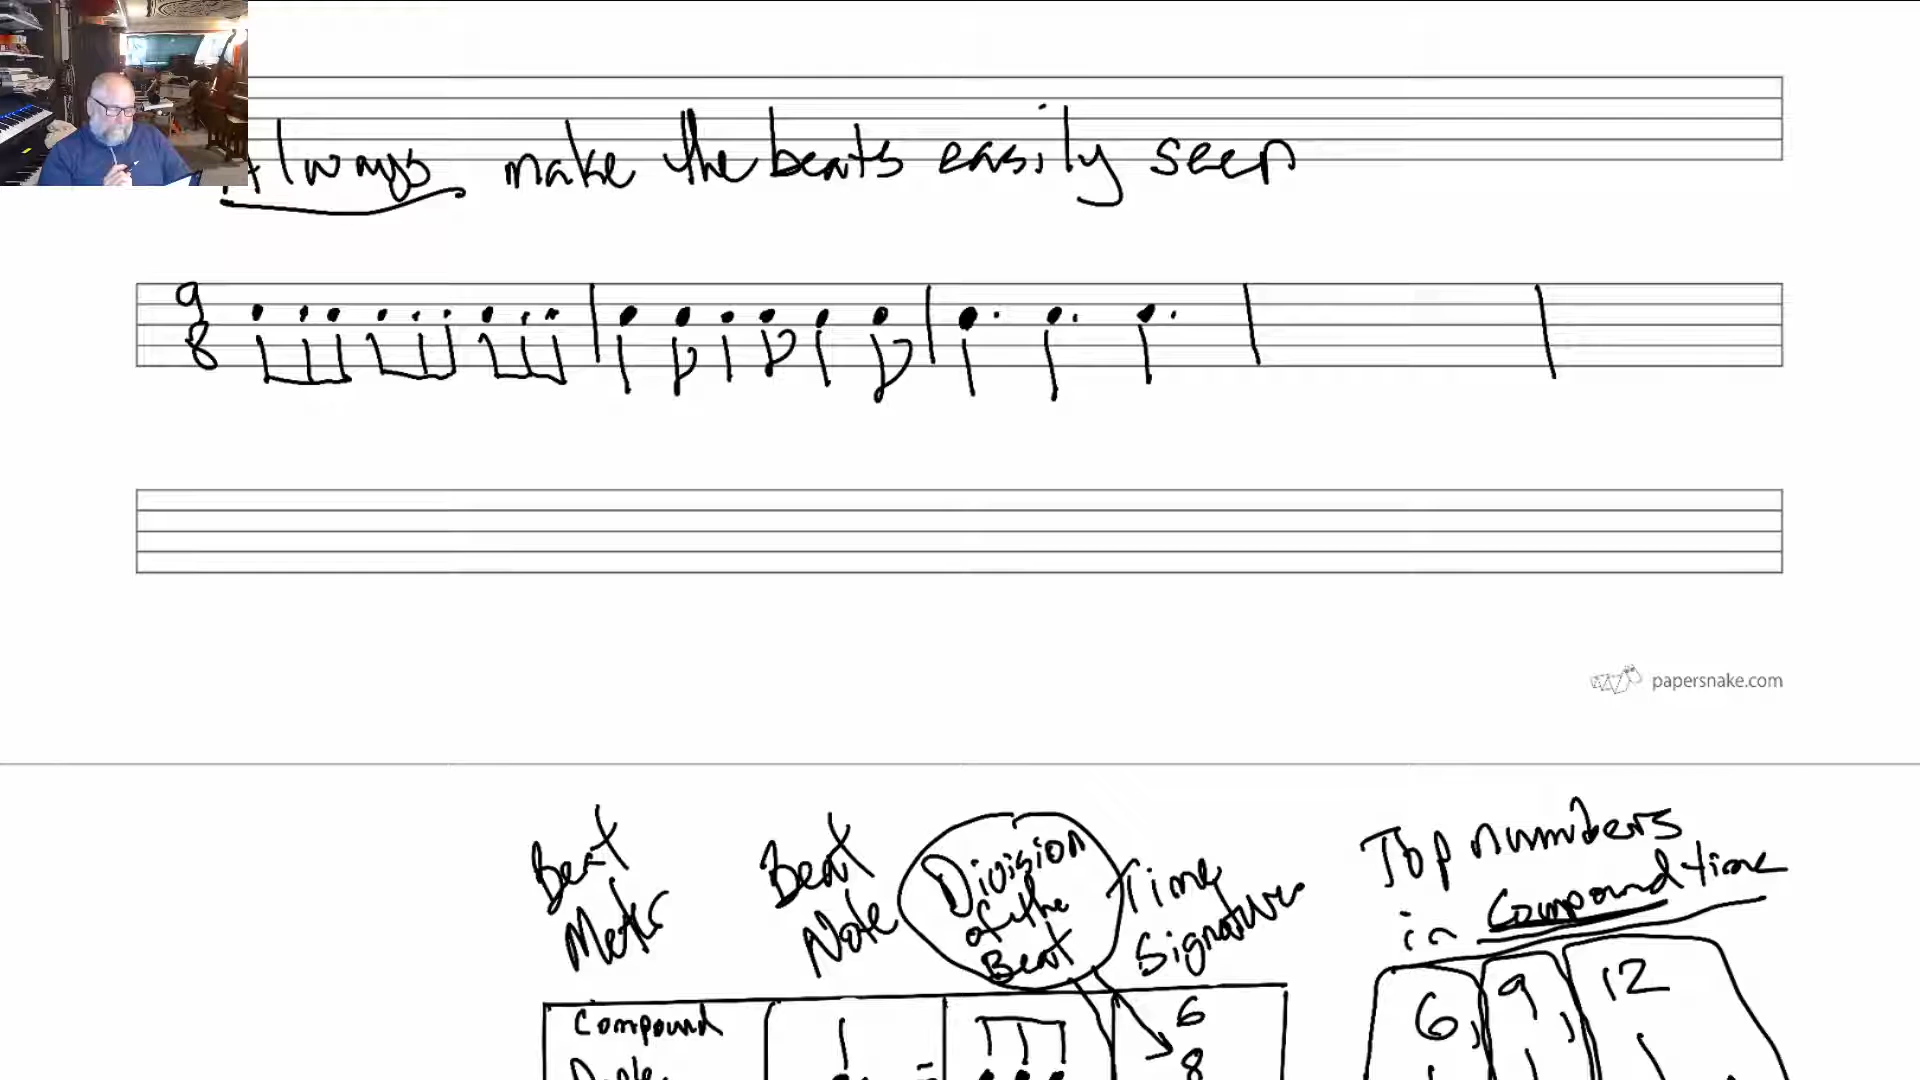 Always make the beats easily seen
9
8
papersnake.com
Beat Beat Division Time Top numbers
Meter Note of the Signature in Compound time
Beat
Compound 6 6, 9, 12
8